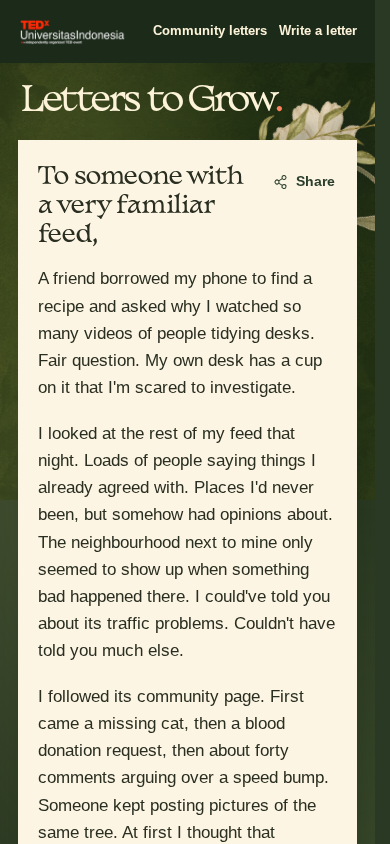 TEDx
UniversitasIndonesia
x=independently organized TED event
Community letters
Write a letter
Letters to Grow.
To someone with
a very familiar
feed,
Share
A friend borrowed my phone to find a
recipe and asked why I watched so
many videos of people tidying desks.
Fair question. My own desk has a cup
on it that I'm scared to investigate.
I looked at the rest of my feed that
night. Loads of people saying things I
already agreed with. Places I'd never
been, but somehow had opinions about.
The neighbourhood next to mine only
seemed to show up when something
bad happened there. I could've told you
about its traffic problems. Couldn't have
told you much else.
I followed its community page. First
came a missing cat, then a blood
donation request, then about forty
comments arguing over a speed bump.
Someone kept posting pictures of the
same tree. At first I thought that